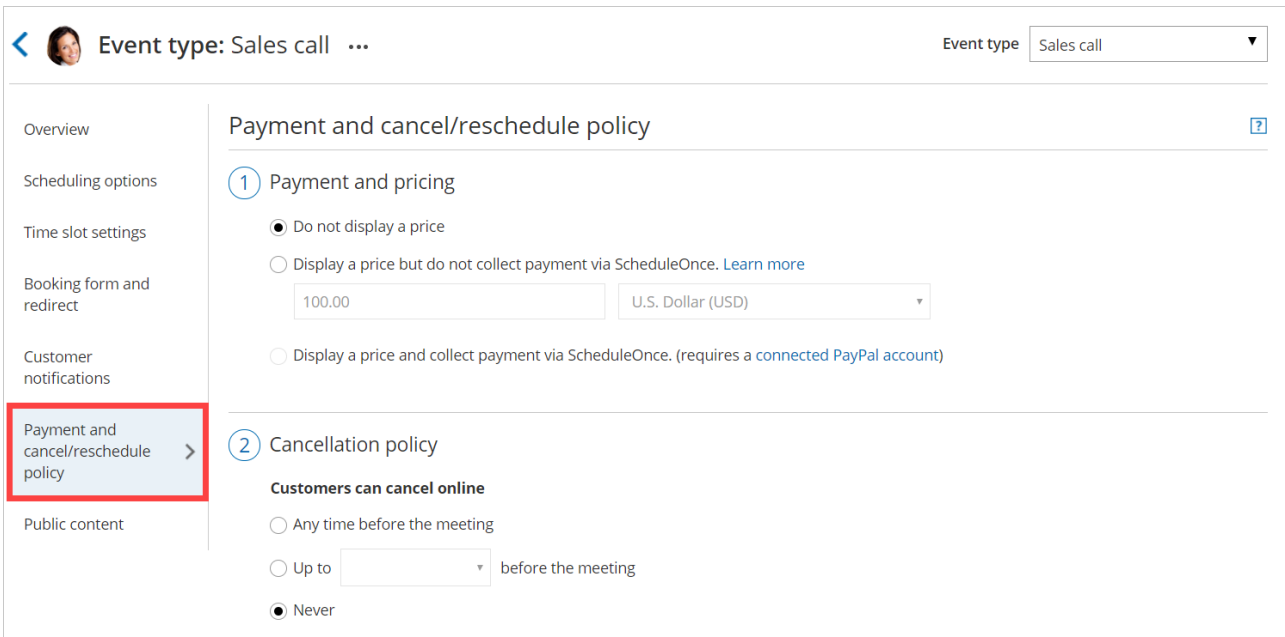 Event type: Sales call ...
Event type
Sales call
Overview
Scheduling options
Time slot settings
Booking form and
redirect
Customer
notifications
Payment and
cancel/reschedule
policy
Public content
Payment and cancel/reschedule policy
?
1 Payment and pricing
Do not display a price
Display a price but do not collect payment via ScheduleOnce. Learn more
100.00
U.S. Dollar (USD)
Display a price and collect payment via ScheduleOnce. (requires a connected PayPal account)
2 Cancellation policy
Customers can cancel online
Any time before the meeting
Up to
before the meeting
Never